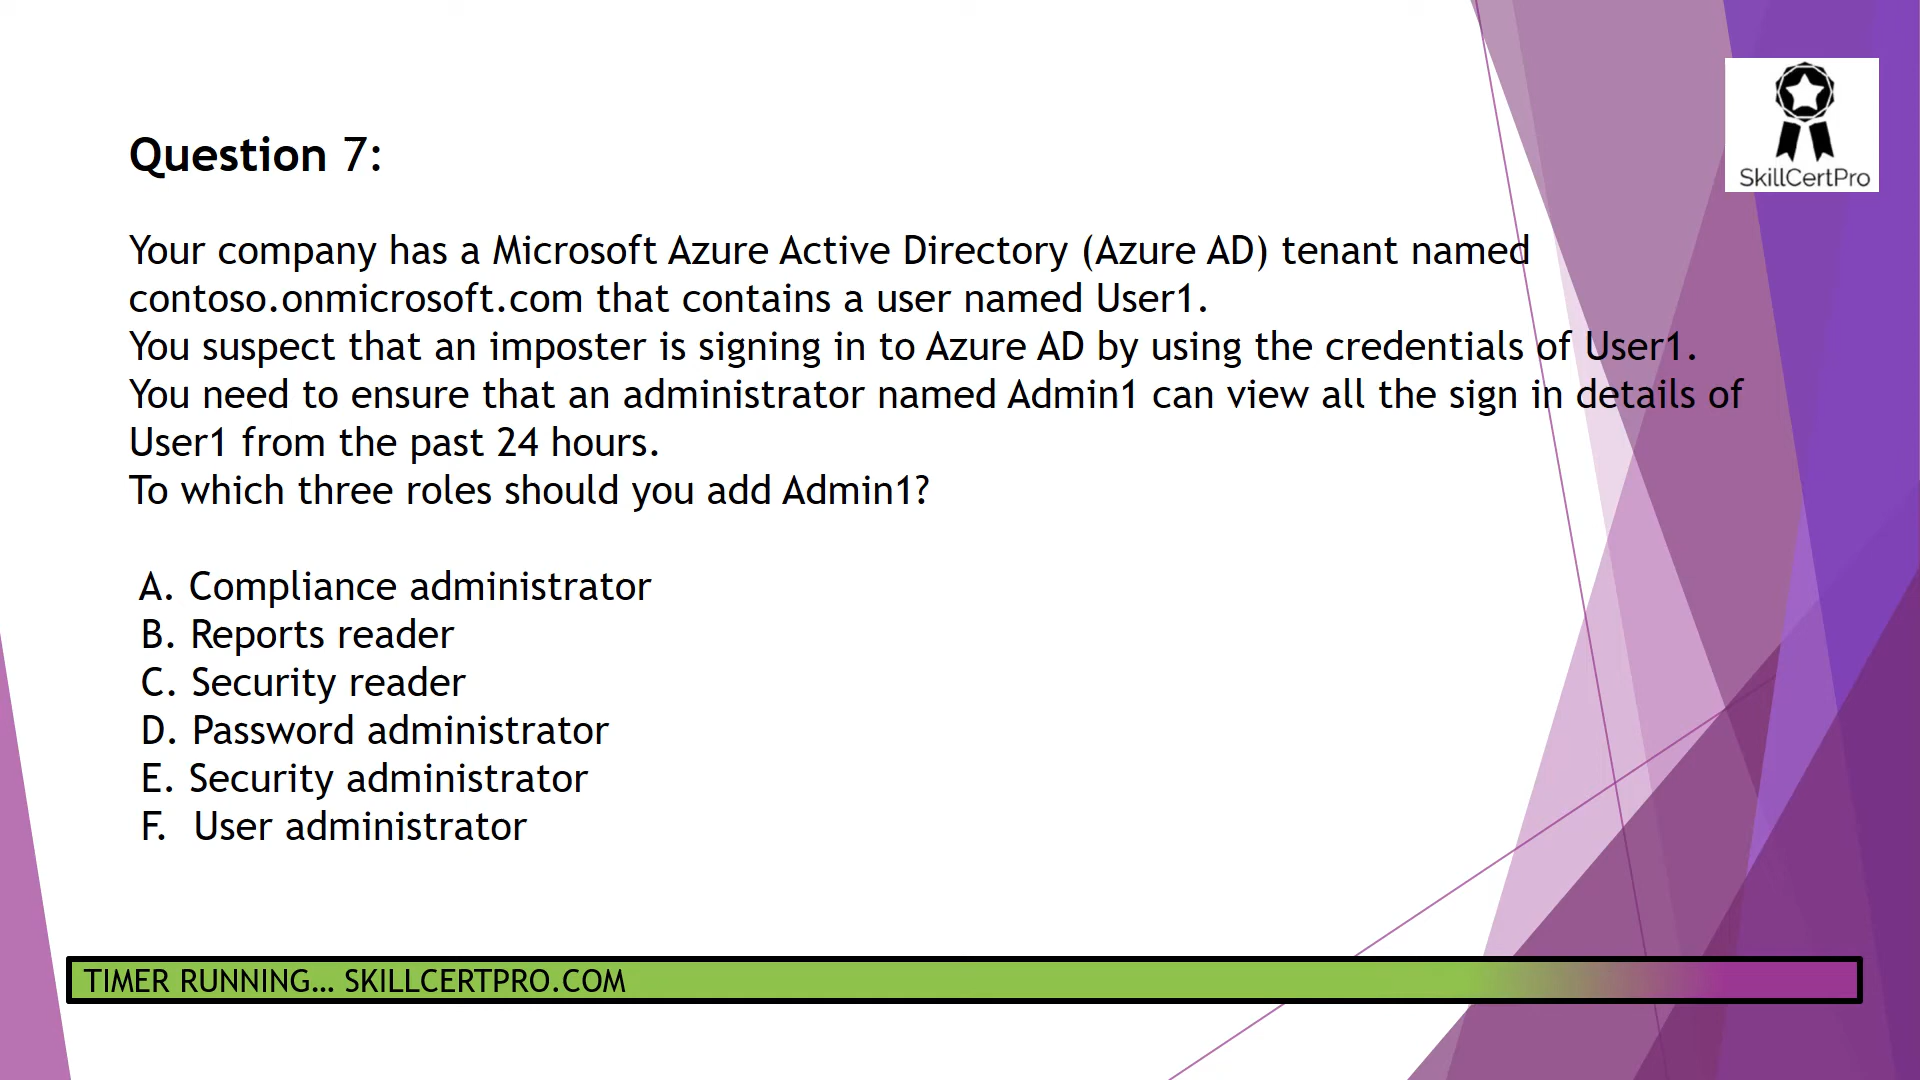 SkillCertPro
Question 7:
Your company has a Microsoft Azure Active Directory (Azure AD) tenant named
contoso.onmicrosoft.com that contains a user named User1.
You suspect that an imposter is signing in to Azure AD by using the credentials of User1.
You need to ensure that an administrator named Admin1 can view all the sign in details of
User1 from the past 24 hours.
To which three roles should you add Admin1?
A. Compliance administrator
B. Reports reader
C. Security reader
D. Password administrator
E. Security administrator
F. User administrator
TIMER RUNNING… SKILLCERTPRO.COM